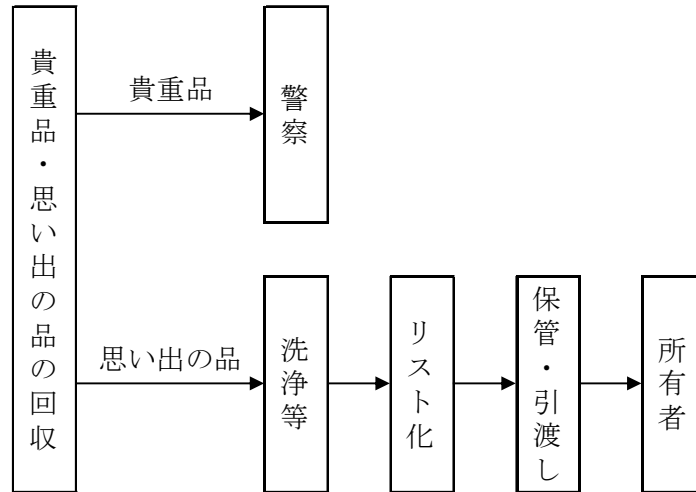 貴重品・思い出の品の回収
貴重品
警察
思い出の品
洗浄等
リスト化
保管・引渡し
所有者